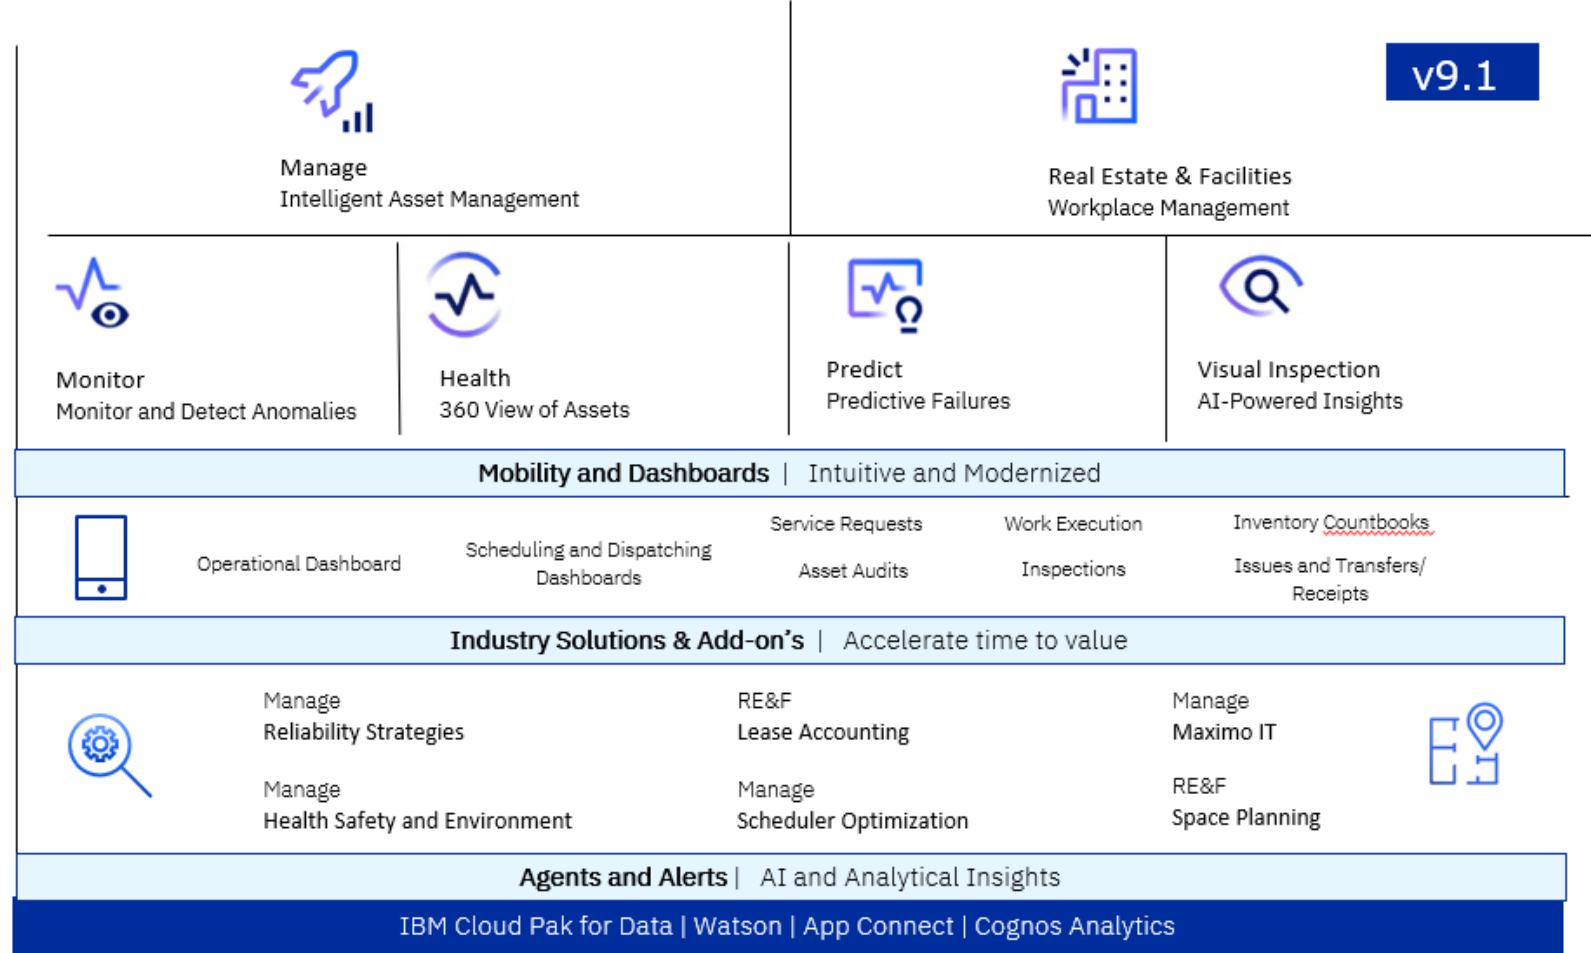 v9.1
Manage
Intelligent Asset Management
Real Estate & Facilities
Workplace Management
Monitor
Monitor and Detect Anomalies
Health
360 View of Assets
Predict
Predictive Failures
Visual Inspection
AI-Powered Insights
Mobility and Dashboards | Intuitive and Modernized
Operational Dashboard
Scheduling and Dispatching
Dashboards
Service Requests
Asset Audits
Work Execution
Inspections
Inventory Countbooks
Issues and Transfers/
Receipts
Industry Solutions & Add-on’s | Accelerate time to value
Manage
Reliability Strategies
RE&F
Lease Accounting
Manage
Maximo IT
Manage
Health Safety and Environment
Manage
Scheduler Optimization
RE&F
Space Planning
Agents and Alerts | AI and Analytical Insights
IBM Cloud Pak for Data | Watson | App Connect | Cognos Analytics